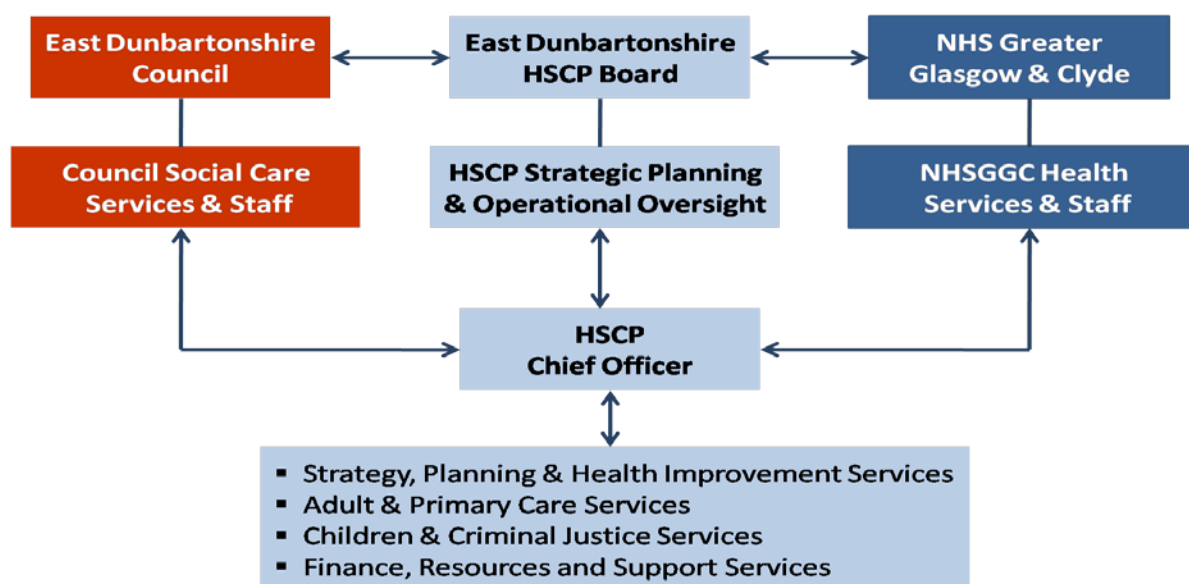 East Dunbartonshire
Council
East Dunbartonshire
HSCP Board
NHS Greater
Glasgow & Clyde
Council Social Care
Services & Staff
HSCP Strategic Planning
& Operational Oversight
NHSGGC Health
Services & Staff
HSCP
Chief Officer
▪ Strategy, Planning & Health Improvement Services
▪ Adult & Primary Care Services
▪ Children & Criminal Justice Services
▪ Finance, Resources and Support Services